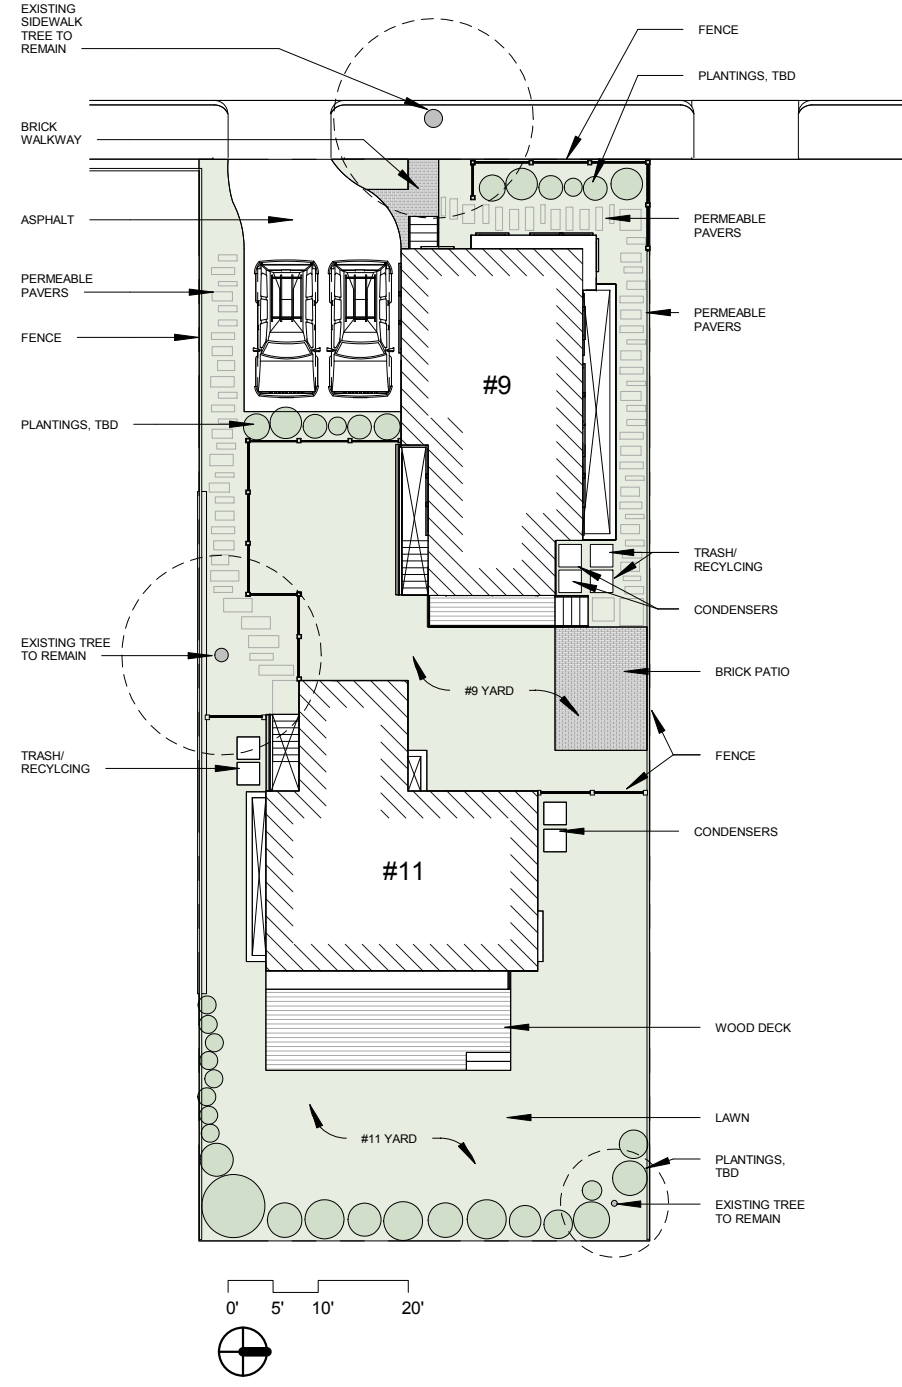 EXISTING
SIDEWALK
TREE TO
REMAIN
FENCE
PLANTINGS, TBD
BRICK
WALKWAY
ASPHALT
PERMEABLE
PAVERS
PERMEABLE
PAVERS
PERMEABLE
PAVERS
FENCE
#9
PLANTINGS, TBD
TRASH/
RECYLCING
CONDENSERS
EXISTING TREE
TO REMAIN
BRICK PATIO
#9 YARD
TRASH/
RECYLCING
FENCE
CONDENSERS
#11
WOOD DECK
LAWN
#11 YARD
PLANTINGS,
TBD
EXISTING TREE
TO REMAIN
0' 5' 10' 20'